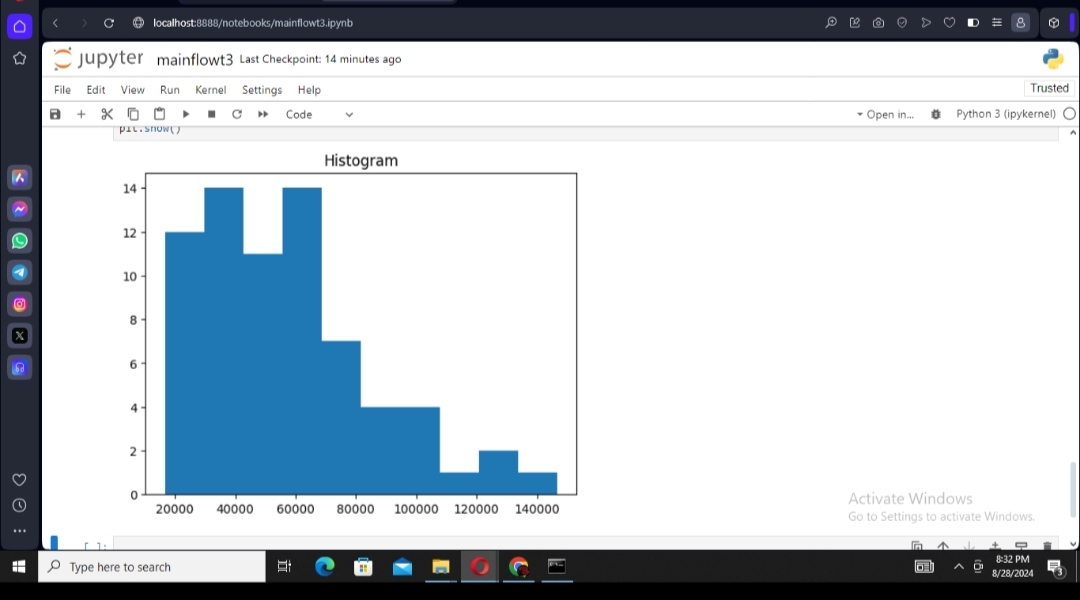 localhost:8888/notebooks/mainflowt3.ipynb
jupyter mainflowt3 Last Checkpoint: 14 minutes ago
File Edit View Run Kernel Settings Help
Trusted
Code
Open in...
Python 3 (ipykernel)
plt.show()
Histogram
14
12
10
8
6
4
2
0
20000 40000 60000 80000 100000 120000 140000
Activate Windows
Go to Settings to activate Windows.
[ ]:
Type here to search
8:32 PM
8/28/2024
3